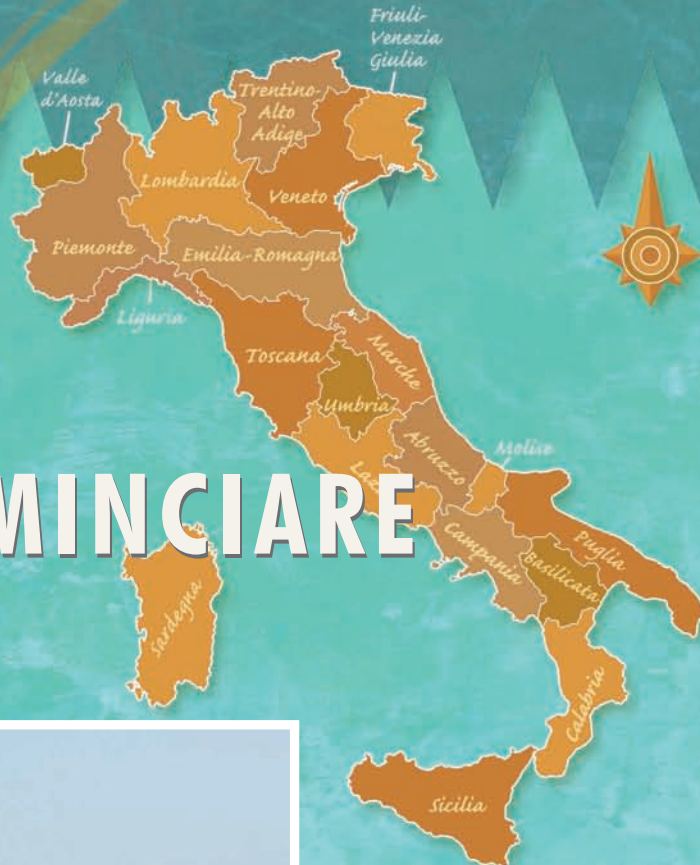 Friuli-
Venezia
Giulia
Valle
d'Aosta
Trentino-
Alto
Adige
Lombardia
Veneto
Piemonte
Emilia-Romagna
Liguria
Toscana
Marche
Umbria
Abruzzo
Molise
MINCIARE
Campania
Puglia
Basilicata
Sardegna
Calabria
Sicilia